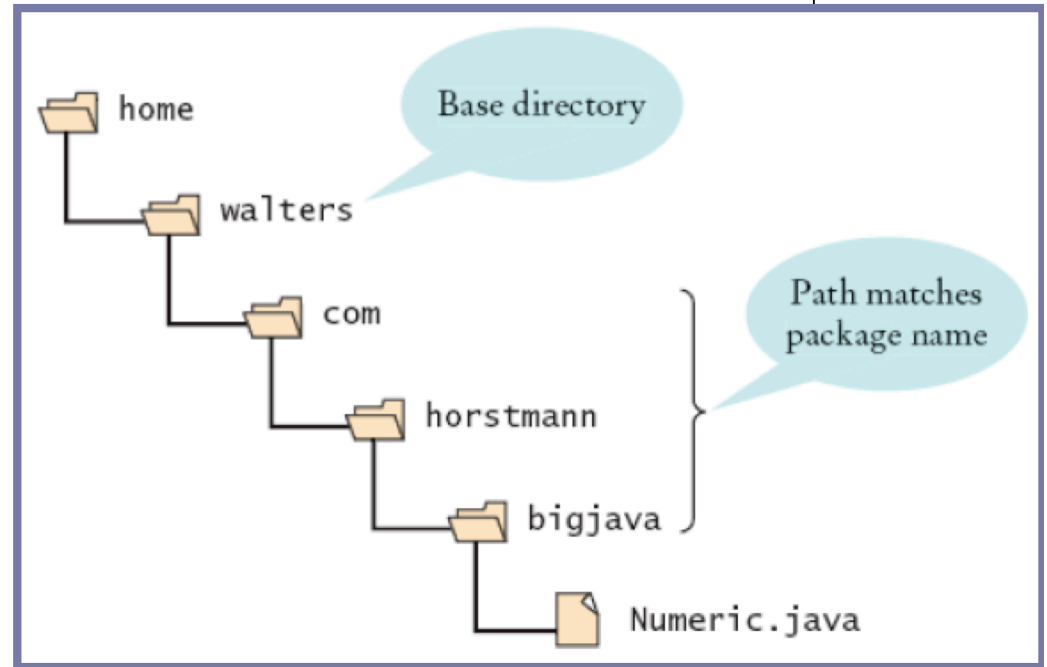 home
Base directory
walters
com
Path matches
package name
horstmann
bigjava
Numeric.java